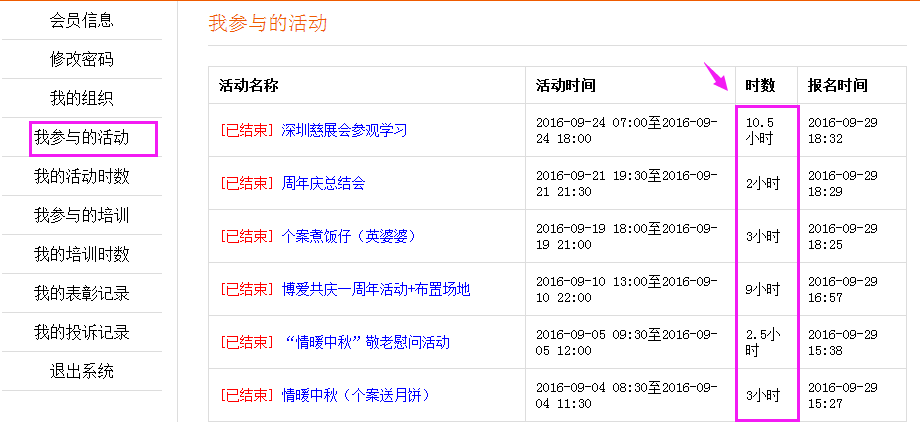 会员信息
修改密码
我的组织
我参与的活动
我的活动时数
我参与的培训
我的培训时数
我的表彰记录
我的投诉记录
退出系统
我参与的活动
活动名称 活动时间 时数 报名时间
[已结束] 深圳慈展会参观学习
2016-09-24 07:00至2016-09-
24 18:00
10.5
小时
2016-09-29
18:32
[已结束] 周年庆总结会
2016-09-21 19:30至2016-09-
21 21:30
2小时
2016-09-29
18:29
[已结束] 个案煮饭仔（英婆婆）
2016-09-19 18:00至2016-09-
19 21:00
3小时
2016-09-29
18:25
[已结束] 博爱共庆一周年活动+布置场地
2016-09-10 13:00至2016-09-
10 22:00
9小时
2016-09-29
16:57
[已结束] “情暖中秋”敬老慰问活动
2016-09-05 09:30至2016-09-
05 12:00
2.5小
时
2016-09-29
15:38
[已结束] 情暖中秋（个案送月饼）
2016-09-04 08:30至2016-09-
04 11:30
3小时
2016-09-29
15:27